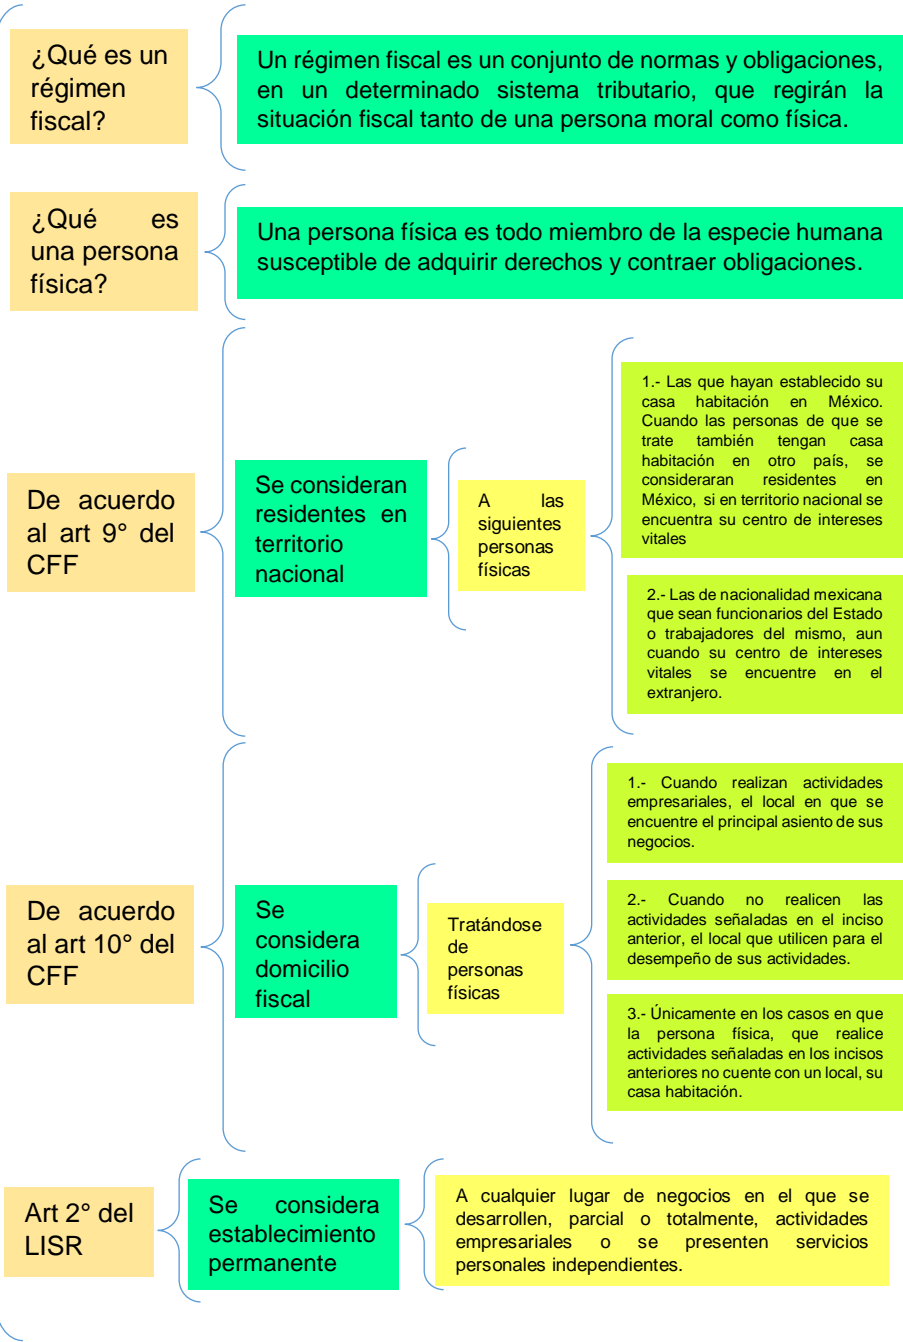 ¿Qué es un
régimen
fiscal?
Un régimen fiscal es un conjunto de normas y obligaciones,
en un determinado sistema tributario, que regirán la
situación fiscal tanto de una persona moral como física.
¿Qué es
una persona
física?
Una persona física es todo miembro de la especie humana
susceptible de adquirir derechos y contraer obligaciones.
De acuerdo
al art 9° del
CFF
Se consideran
residentes en
territorio
nacional
A las
siguientes
personas
físicas
1.- Las que hayan establecido su
casa habitación en México.
Cuando las personas de que se
trate también tengan casa
habitación en otro país, se
consideraran residentes en
México, si en territorio nacional se
encuentra su centro de intereses
vitales
2.- Las de nacionalidad mexicana
que sean funcionarios del Estado
o trabajadores del mismo, aun
cuando su centro de intereses
vitales se encuentre en el
extranjero.
De acuerdo
al art 10° del
CFF
Se
considera
domicilio
fiscal
Tratándose
de
personas
físicas
1.- Cuando realizan actividades
empresariales, el local en que se
encuentre el principal asiento de sus
negocios.
2.- Cuando no realicen las
actividades señaladas en el inciso
anterior, el local que utilicen para el
desempeño de sus actividades.
3.- Únicamente en los casos en que
la persona física, que realice
actividades señaladas en los incisos
anteriores no cuente con un local, su
casa habitación.
Art 2° del
LISR
Se considera
establecimiento
permanente
A cualquier lugar de negocios en el que se
desarrollen, parcial o totalmente, actividades
empresariales o se presenten servicios
personales independientes.